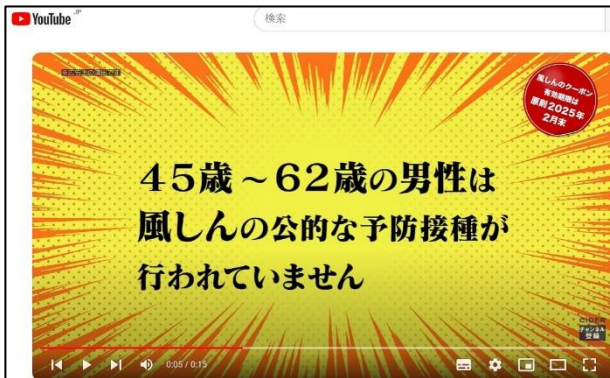 YouTube JP
検索
風しんのクーポン
有効期限は
原則2025年
2月末
45歳～62歳の男性は
風しんの公的な予防接種が
行われていません
チャンネル
登録
0:05 / 0:15